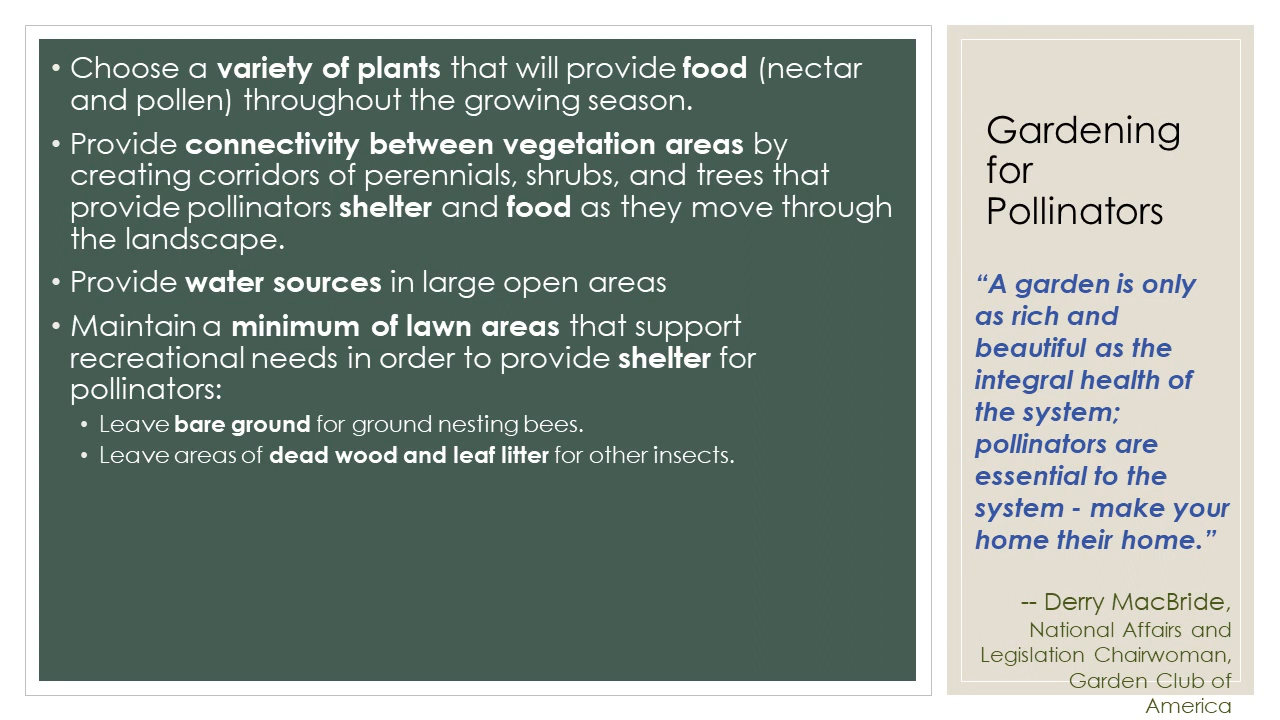 • Choose a variety of plants that will provide food (nectar
and pollen) throughout the growing season.
• Provide connectivity between vegetation areas by
creating corridors of perennials, shrubs, and trees that
provide pollinators shelter and food as they move through
the landscape.
• Provide water sources in large open areas
• Maintain a minimum of lawn areas that support
recreational needs in order to provide shelter for
pollinators:
• Leave bare ground for ground nesting bees.
• Leave areas of dead wood and leaf litter for other insects.
Gardening
for
Pollinators
“A garden is only
as rich and
beautiful as the
integral health of
the system;
pollinators are
essential to the
system - make your
home their home.”
-- Derry MacBride,
National Affairs and
Legislation Chairwoman,
Garden Club of
America